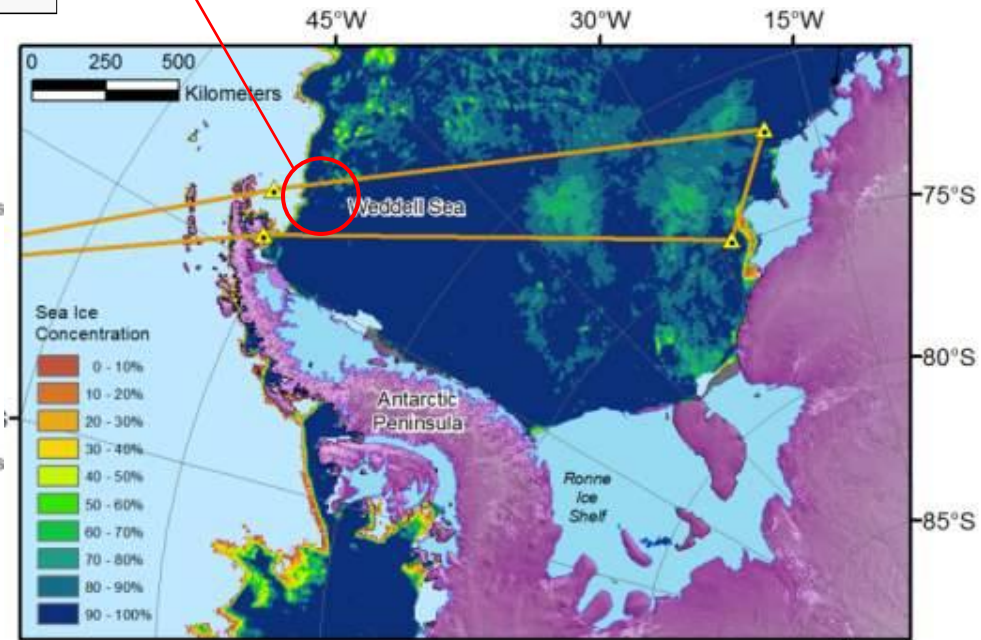 45°W 30°W 15°W
0 250 500
Kilometers
Weddell Sea
75°S
Sea Ice
Concentration
0 - 10%
10 - 20%
20 - 30%
30 - 40%
40 - 50%
50 - 60%
60 - 70%
70 - 80%
80 - 90%
90 - 100%
80°S
Antarctic
Peninsula
Ronne
Ice
Shelf
85°S